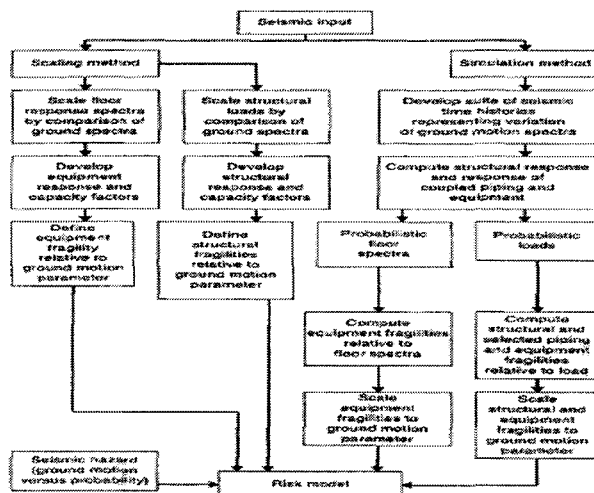 Seismic input
Scaling method
Simulation method
Scale floor
response spectra
by comparison of
ground spectra
Scale structural
loads by
comparison of
ground spectra
Develop suite of seismic
time histories
representing variation
of ground motion spectra
Develop
equipment
response and
capacity factors
Develop
structural
response and
capacity factors
Compute structural response
and response of
coupled piping and
equipment
Define
equipment
fragility
relative to
ground motion
parameter
Define
structural
fragilities
relative to
ground motion
parameter
Probabilistic
floor
spectra
Probabilistic
loads
Compute
equipment fragilities
relative to
floor spectra
Compute
structural and
selected piping
and equipment
fragilities
relative to load
Scale
equipment
fragilities to
ground motion
parameter
Scale
structural and
equipment
fragilities to
ground motion
parameter
Seismic hazard
(ground motion
versus probability)
Risk model